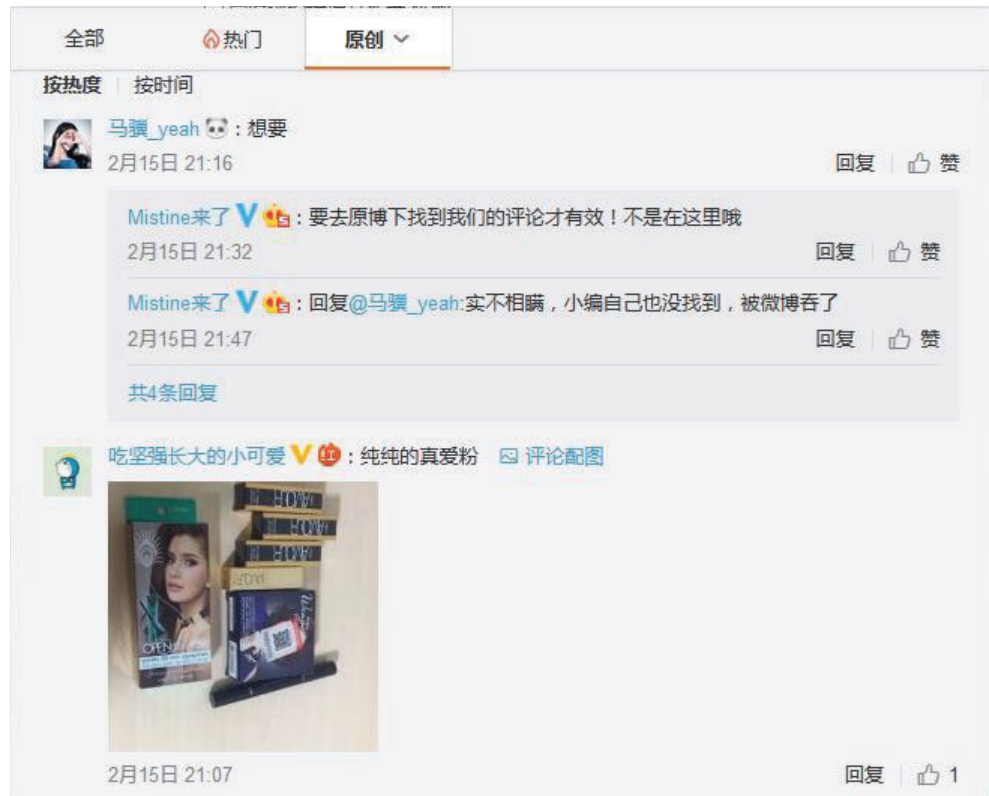 全部 热门 原创
按热度 按时间
马骥_yeah：想要
2月15日 21:16 回复 赞
Mistine来了：要去原博下找到我们的评论才有效！不是在这里哦
2月15日 21:32 回复 赞
Mistine来了：回复@马骥_yeah:实不相瞒，小编自己也没找到，被微博吞了
2月15日 21:47 回复 赞
共4条回复
吃坚强长大的小可爱：纯纯的真爱粉 评论配图
OPEN
2月15日 21:07 回复 1